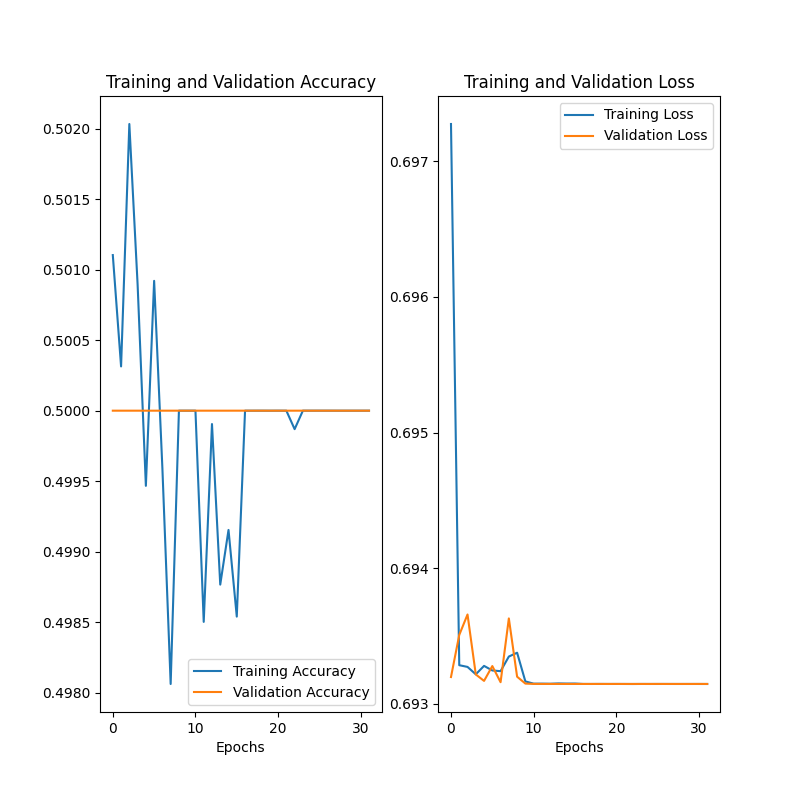 Training and Validation Accuracy
0.5020
0.5015
0.5010
0.5005
0.5000
0.4995
0.4990
0.4985
0.4980
Training Accuracy
Validation Accuracy
0 10 20 30
Epochs
Training and Validation Loss
Training Loss
Validation Loss
0.697
0.696
0.695
0.694
0.693
0 10 20 30
Epochs